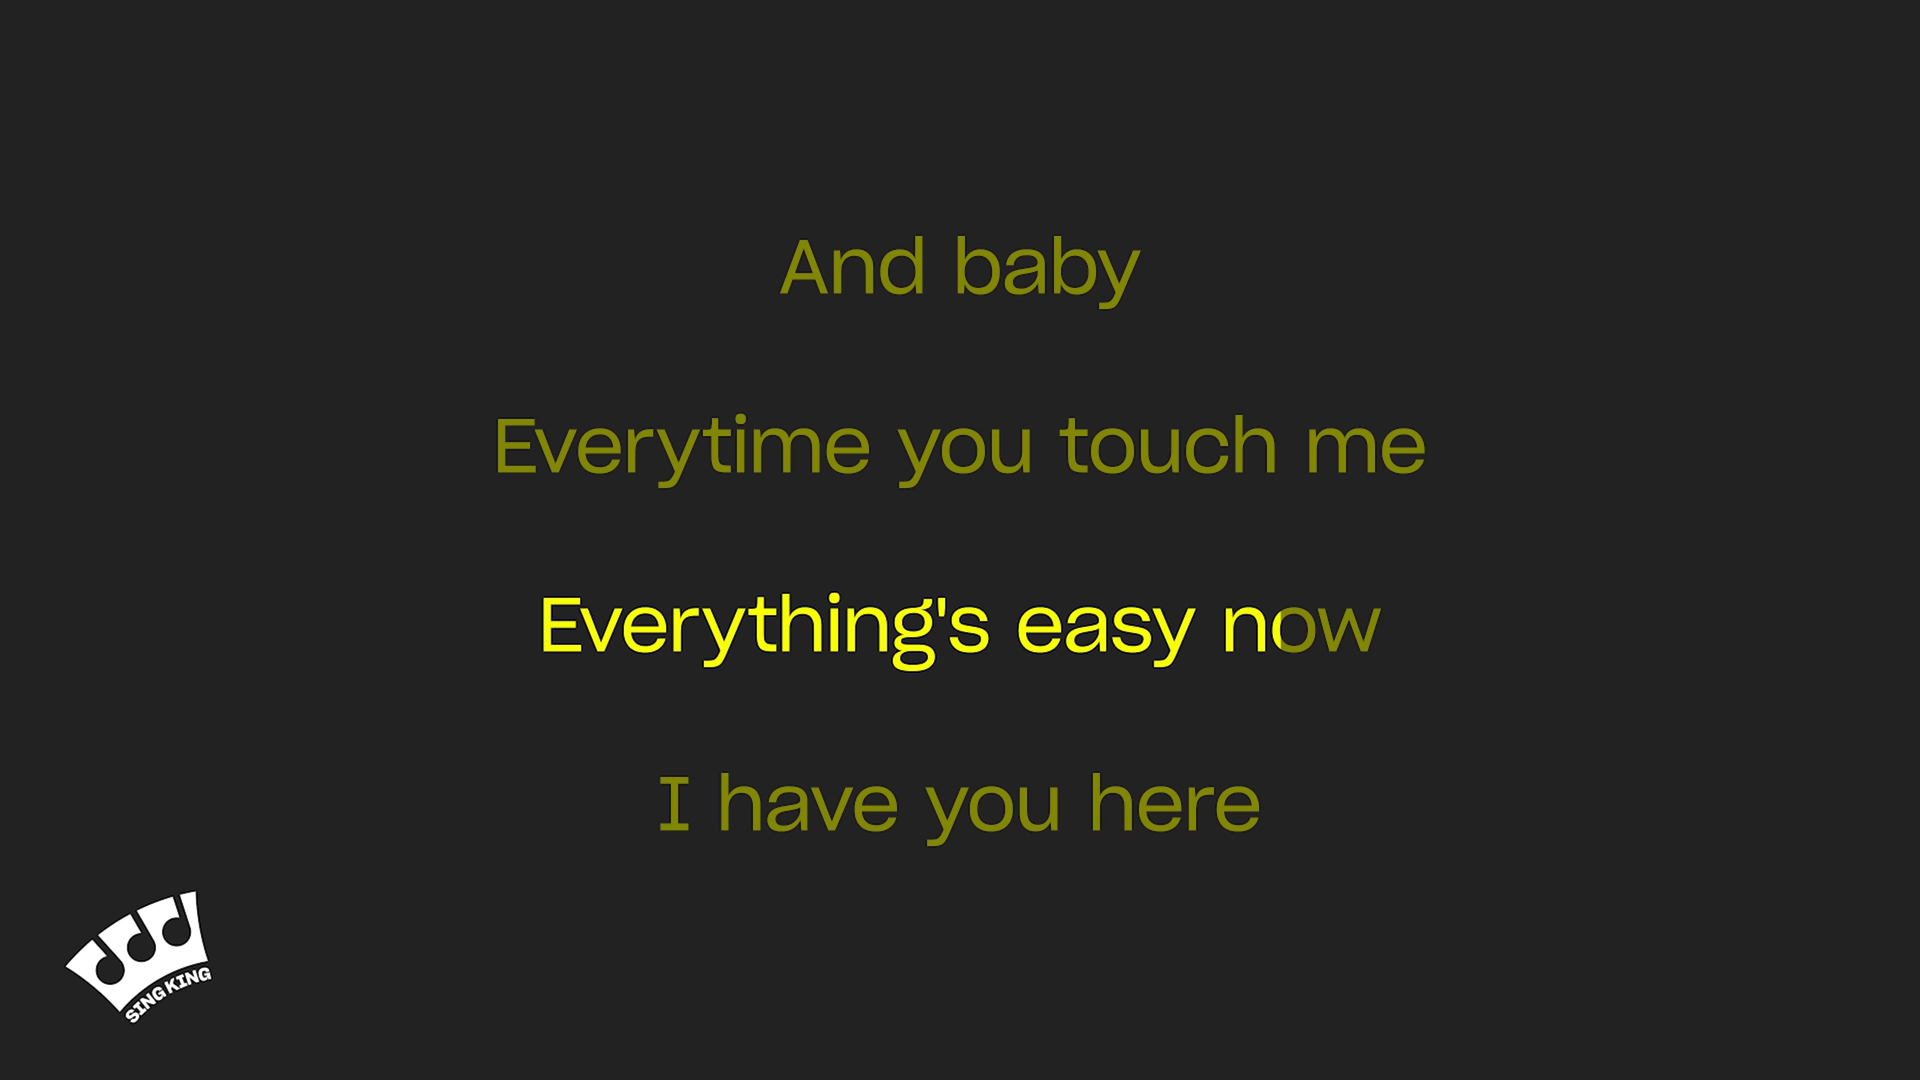 And baby
Everytime you touch me
Everything's easy now
I have you here
SING KING